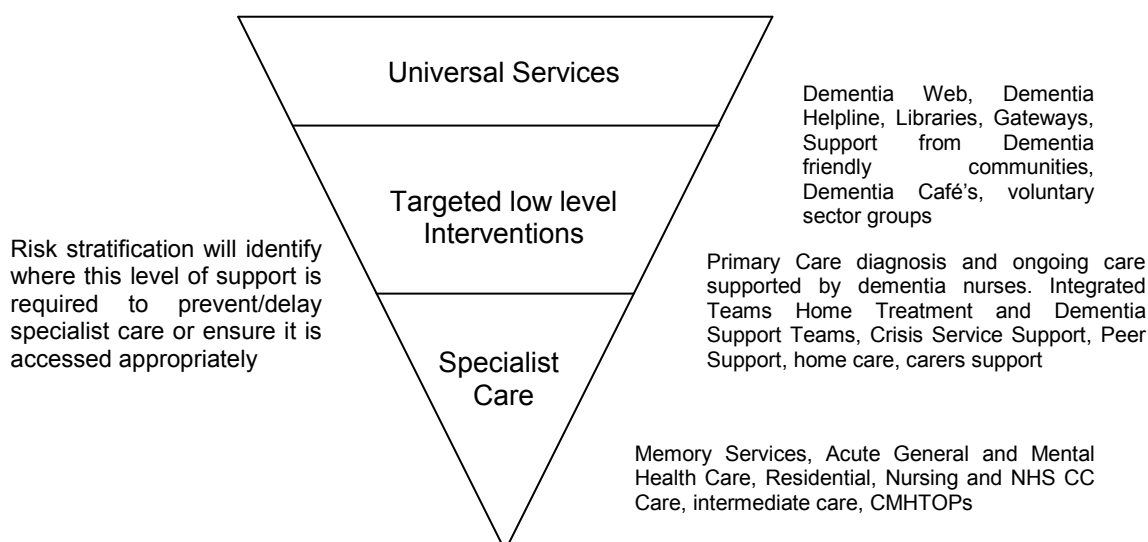 Universal Services
Dementia Web, Dementia
Helpline, Libraries, Gateways,
Support from Dementia
friendly communities,
Dementia Café's, voluntary
sector groups
Targeted low level
Interventions
Risk stratification will identify
where this level of support is
required to prevent/delay
specialist care or ensure it is
accessed appropriately
Primary Care diagnosis and ongoing care
supported by dementia nurses. Integrated
Teams Home Treatment and Dementia
Support Teams, Crisis Service Support, Peer
Support, home care, carers support
Specialist
Care
Memory Services, Acute General and Mental
Health Care, Residential, Nursing and NHS CC
Care, intermediate care, CMHTOPs